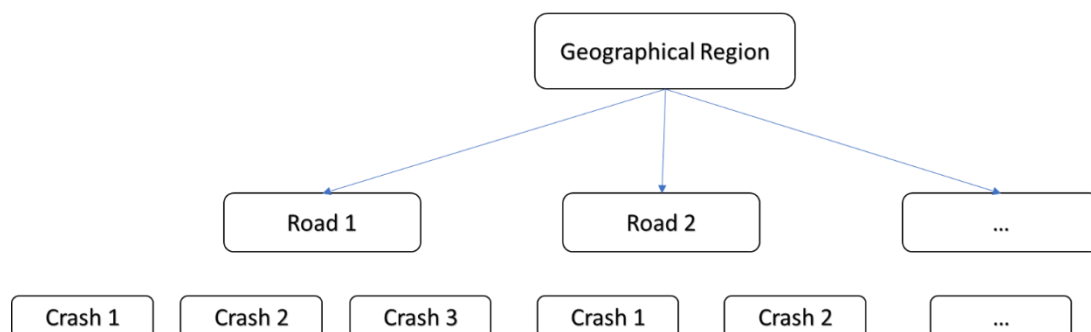 Geographical Region
Road 1
Road 2
...
Crash 1
Crash 2
Crash 3
Crash 1
Crash 2
...